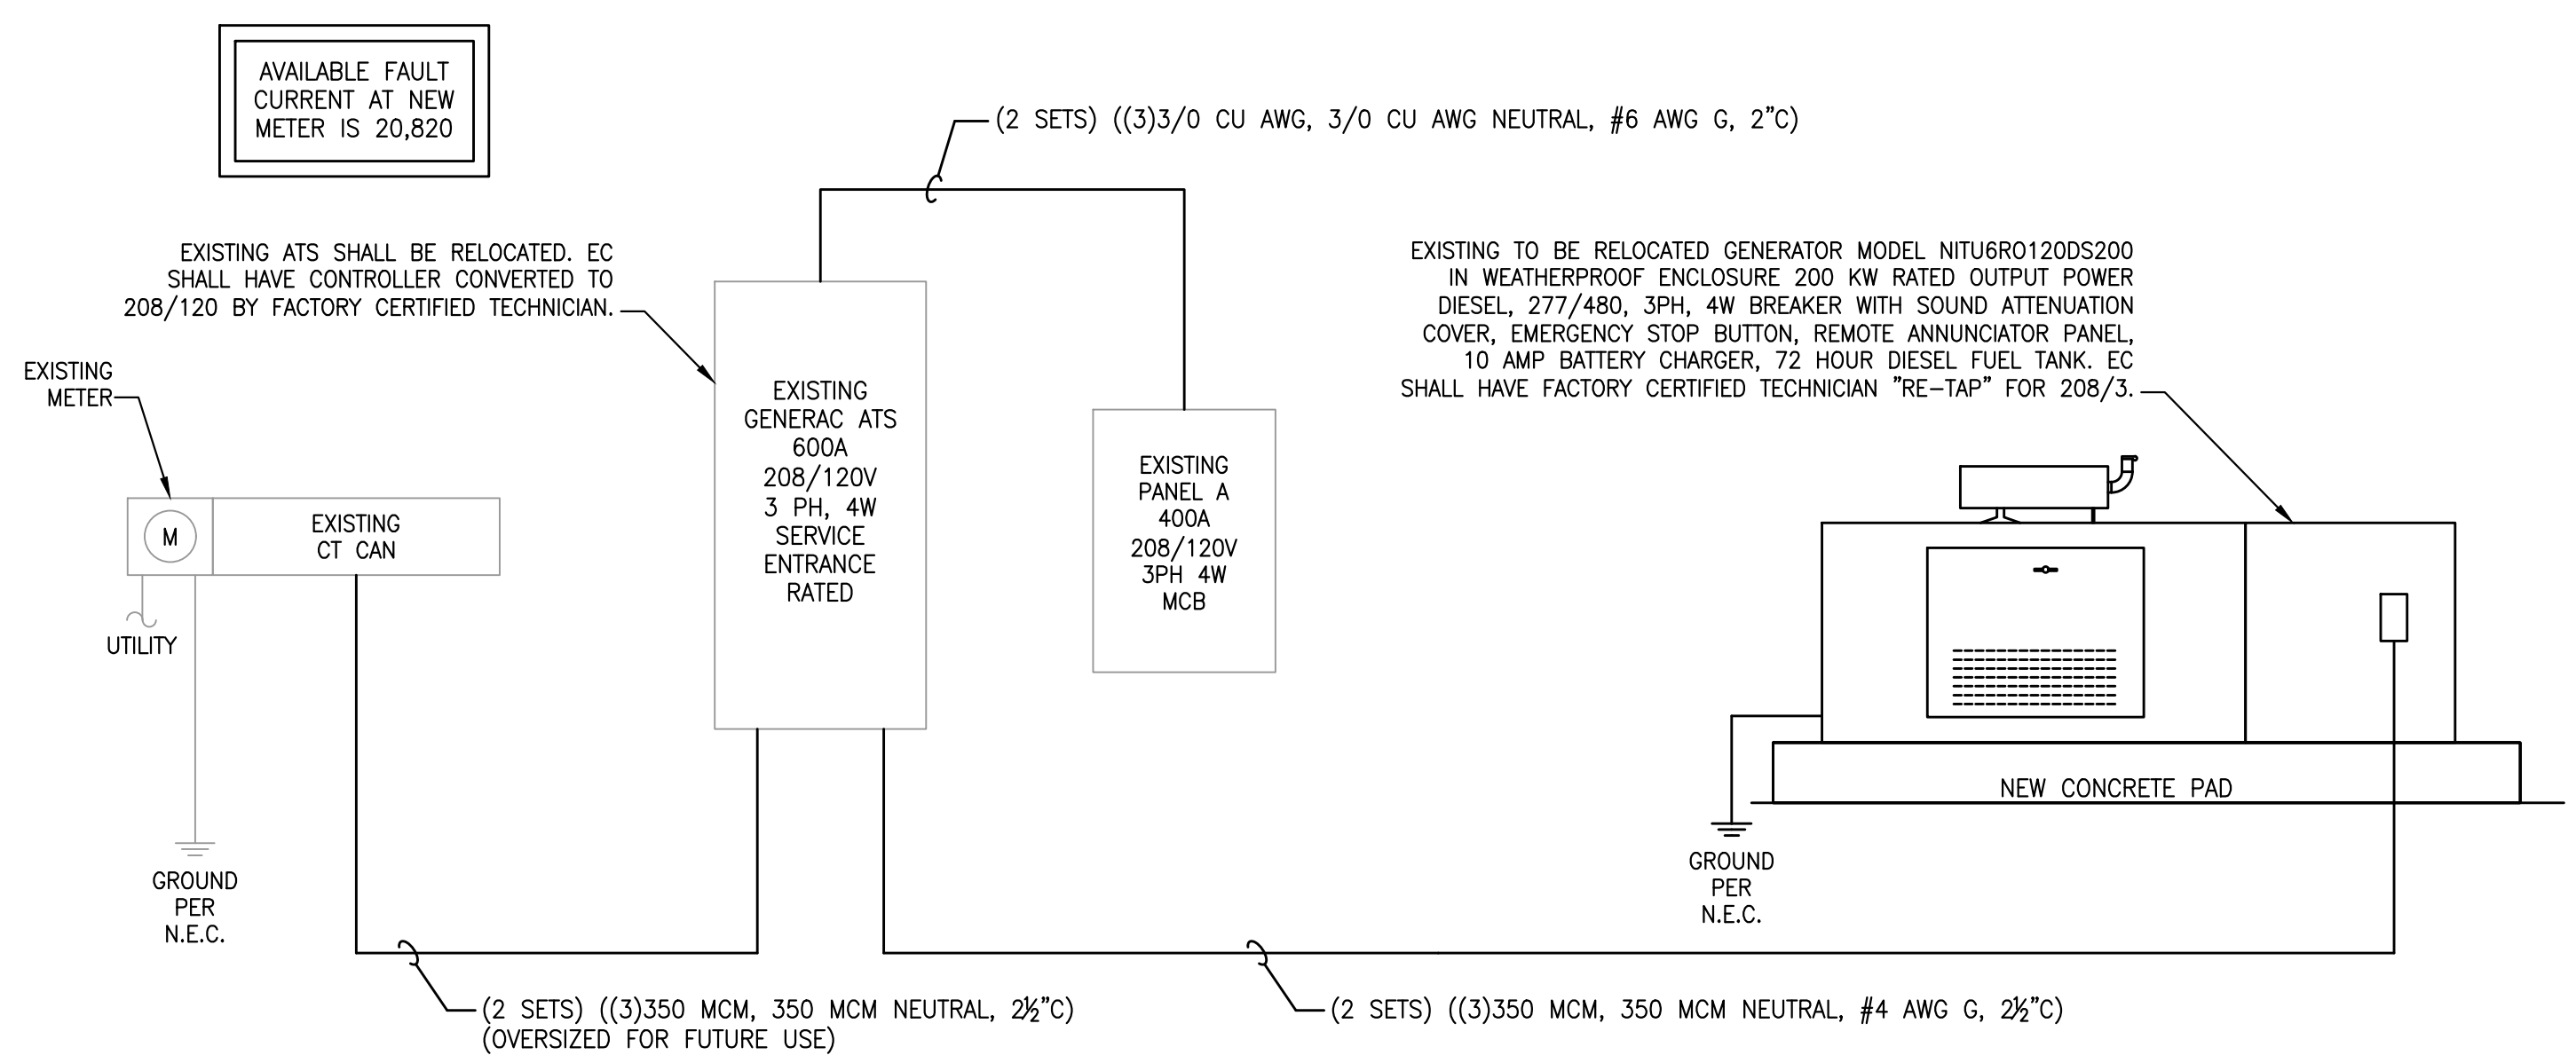 AVAILABLE FAULT
CURRENT AT NEW
METER IS 20,820
(2 SETS) ((3)3/0 CU AWG, 3/0 CU AWG NEUTRAL, #6 AWG G, 2"C)
EXISTING ATS SHALL BE RELOCATED. EC
SHALL HAVE CONTROLLER CONVERTED TO
208/120 BY FACTORY CERTIFIED TECHNICIAN.
EXISTING TO BE RELOCATED GENERATOR MODEL NITU6RO120DS200
IN WEATHERPROOF ENCLOSURE 200 KW RATED OUTPUT POWER
DIESEL, 277/480, 3PH, 4W BREAKER WITH SOUND ATTENUATION
COVER, EMERGENCY STOP BUTTON, REMOTE ANNUNCIATOR PANEL,
10 AMP BATTERY CHARGER, 72 HOUR DIESEL FUEL TANK. EC
SHALL HAVE FACTORY CERTIFIED TECHNICIAN "RE-TAP" FOR 208/3.
EXISTING
METER
M
EXISTING
CT CAN
UTILITY
GROUND
PER
N.E.C.
EXISTING
GENERAC ATS
600A
208/120V
3 PH, 4W
SERVICE
ENTRANCE
RATED
EXISTING
PANEL A
400A
208/120V
3PH 4W
MCB
NEW CONCRETE PAD
GROUND
PER
N.E.C.
(2 SETS) ((3)350 MCM, 350 MCM NEUTRAL, 2½"C)
(OVERSIZED FOR FUTURE USE)
(2 SETS) ((3)350 MCM, 350 MCM NEUTRAL, #4 AWG G, 2½"C)